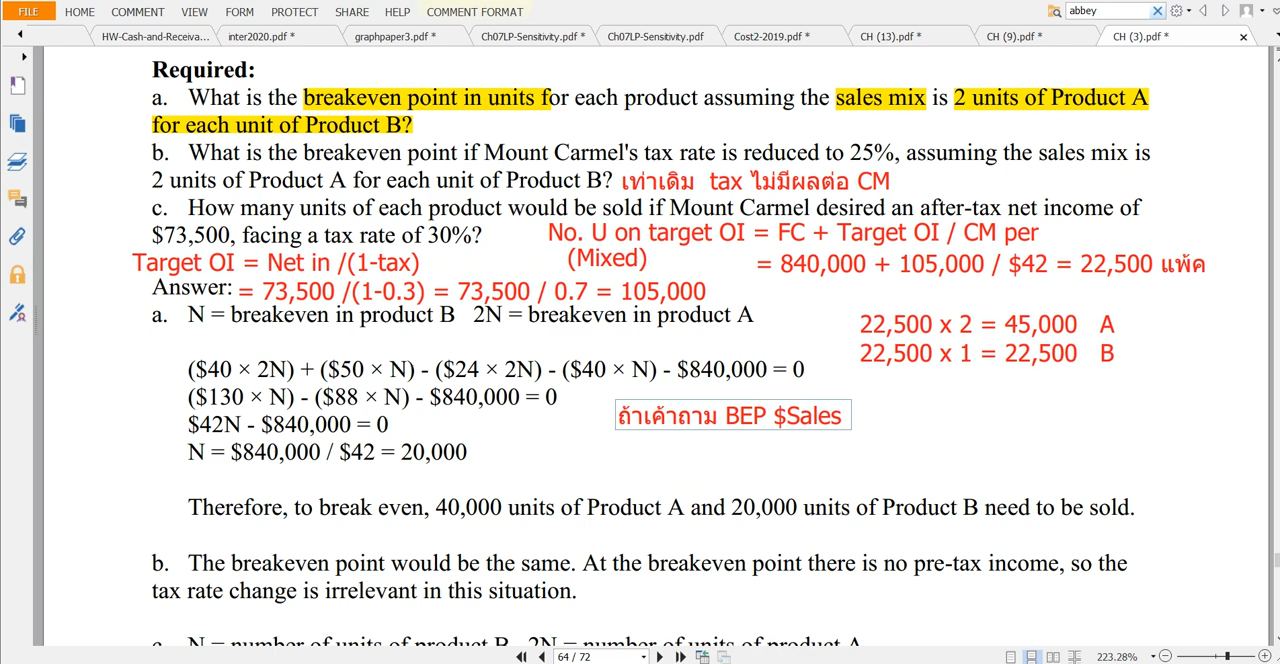 FILE HOME COMMENT VIEW FORM PROTECT SHARE HELP COMMENT FORMAT abbey
HW-Cash-and-Receiva... inter2020.pdf * graphpaper3.pdf * Ch07LP-Sensitivity.pdf * Ch07LP-Sensitivity.pdf Cost2-2019.pdf * CH (13).pdf * CH (9).pdf * CH (3).pdf *
Required:
a. What is the breakeven point in units for each product assuming the sales mix is 2 units of Product A
for each unit of Product B?
b. What is the breakeven point if Mount Carmel's tax rate is reduced to 25%, assuming the sales mix is
2 units of Product A for each unit of Product B? เท่าเดิม tax ไม่มีผลต่อ CM
c. How many units of each product would be sold if Mount Carmel desired an after-tax net income of
$73,500, facing a tax rate of 30%? No. U on target OI = FC + Target OI / CM per
Target OI = Net in /(1-tax) (Mixed) = 840,000 + 105,000 / $42 = 22,500 แพ้ค
Answer: = 73,500 /(1-0.3) = 73,500 / 0.7 = 105,000
a. N = breakeven in product B 2N = breakeven in product A
22,500 x 2 = 45,000 A
22,500 x 1 = 22,500 B
($40 × 2N) + ($50 × N) - ($24 × 2N) - ($40 × N) - $840,000 = 0
($130 × N) - ($88 × N) - $840,000 = 0
ถ้าเค้าถาม BEP $Sales
$42N - $840,000 = 0
N = $840,000 / $42 = 20,000
Therefore, to break even, 40,000 units of Product A and 20,000 units of Product B need to be sold.
b. The breakeven point would be the same. At the breakeven point there is no pre-tax income, so the
tax rate change is irrelevant in this situation.
c. N = number of units of product B 2N = number of units of product A
64 / 72 223.28%